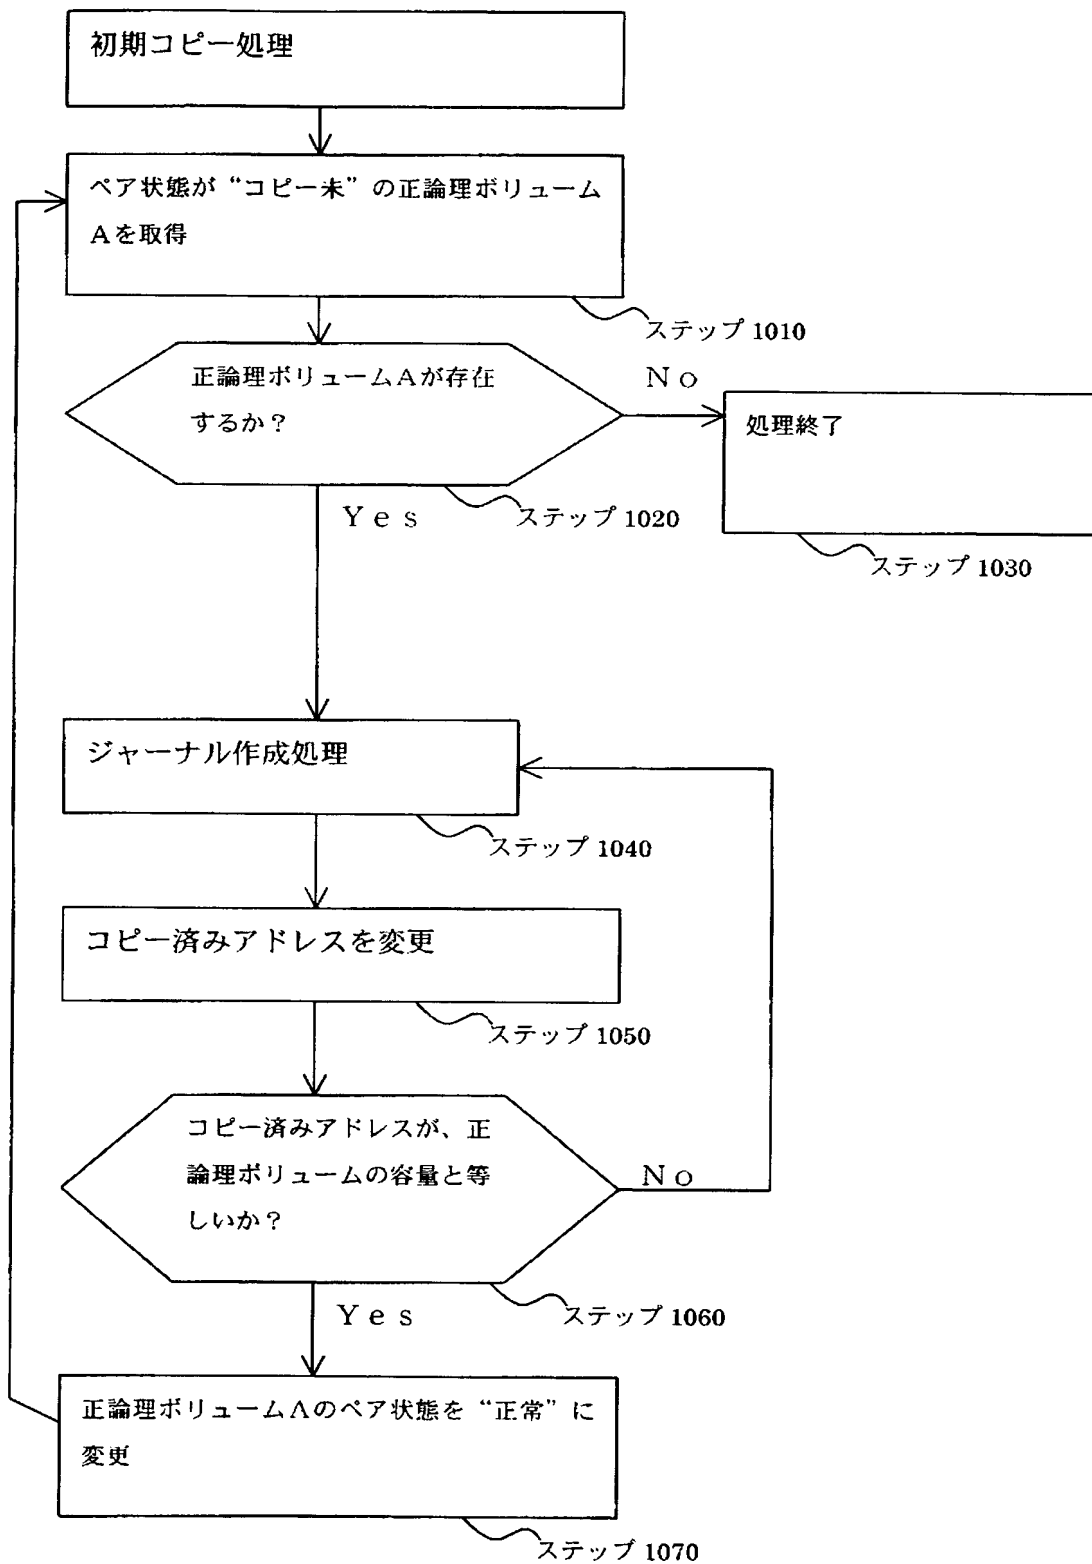 初期コピー処理
ペア状態が“コピー未”の正論理ボリューム
Aを取得
ステップ 1010
正論理ボリュームAが存在
するか？
No
処理終了
Yes
ステップ 1020
ステップ 1030
ジャーナル作成処理
ステップ 1040
コピー済みアドレスを変更
ステップ 1050
コピー済みアドレスが、正
論理ボリュームの容量と等
しいか？
No
Yes
ステップ 1060
正論理ボリュームAのペア状態を“正常”に
変更
ステップ 1070